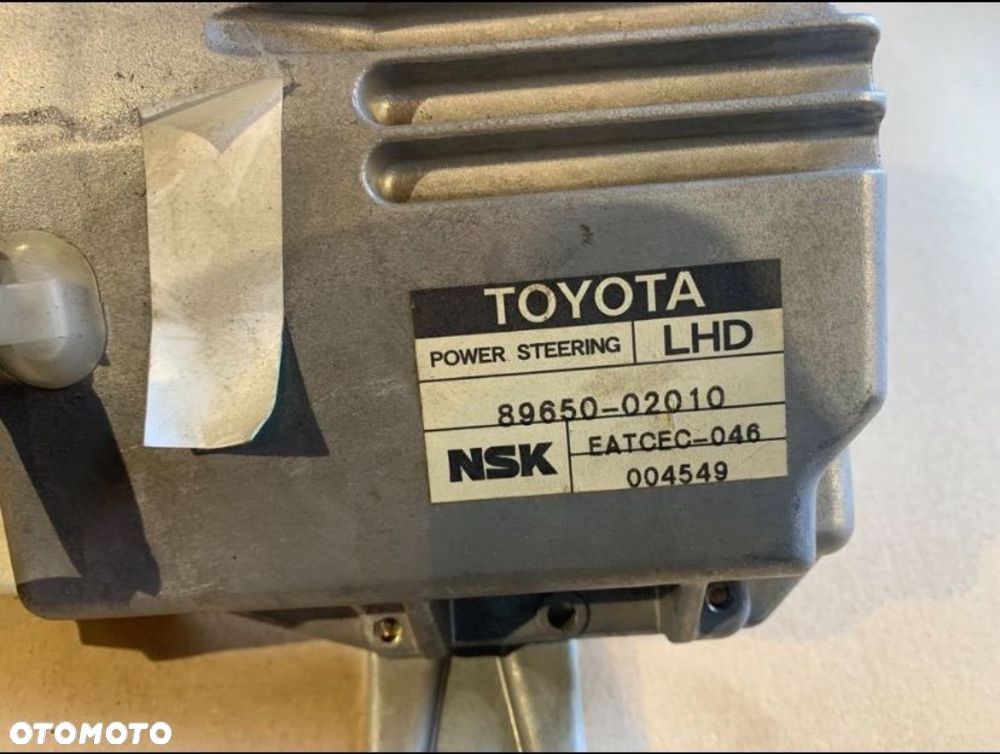 TOYOTA
POWER STEERING LHD
89650-02010
NSK EATCEC-046
004549
OTOMOTO